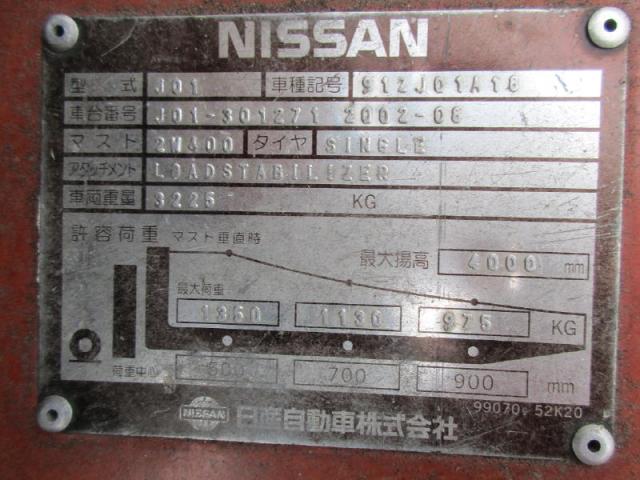 NISSAN
型式 J01 車種記号 91ZJ01A18
車台番号 J01-301271 2002-08
マスト 2W400 タイヤ SINGLE
アタッチメント LOADSTABILIZER
車両重量 3225 KG
許容荷重 マスト垂直時
最大揚高 4000 mm
最大荷重
1350 1130 975 KG
荷重中心 500 700 900 mm
99070 52K20
NISSAN 日産自動車株式会社